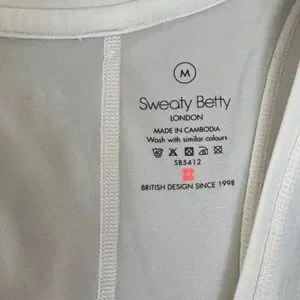 M
Sweaty Betty
LONDON
MADE IN CAMBODIA
Wash with similar colours
SB5412
BRITISH DESIGN SINCE 1998